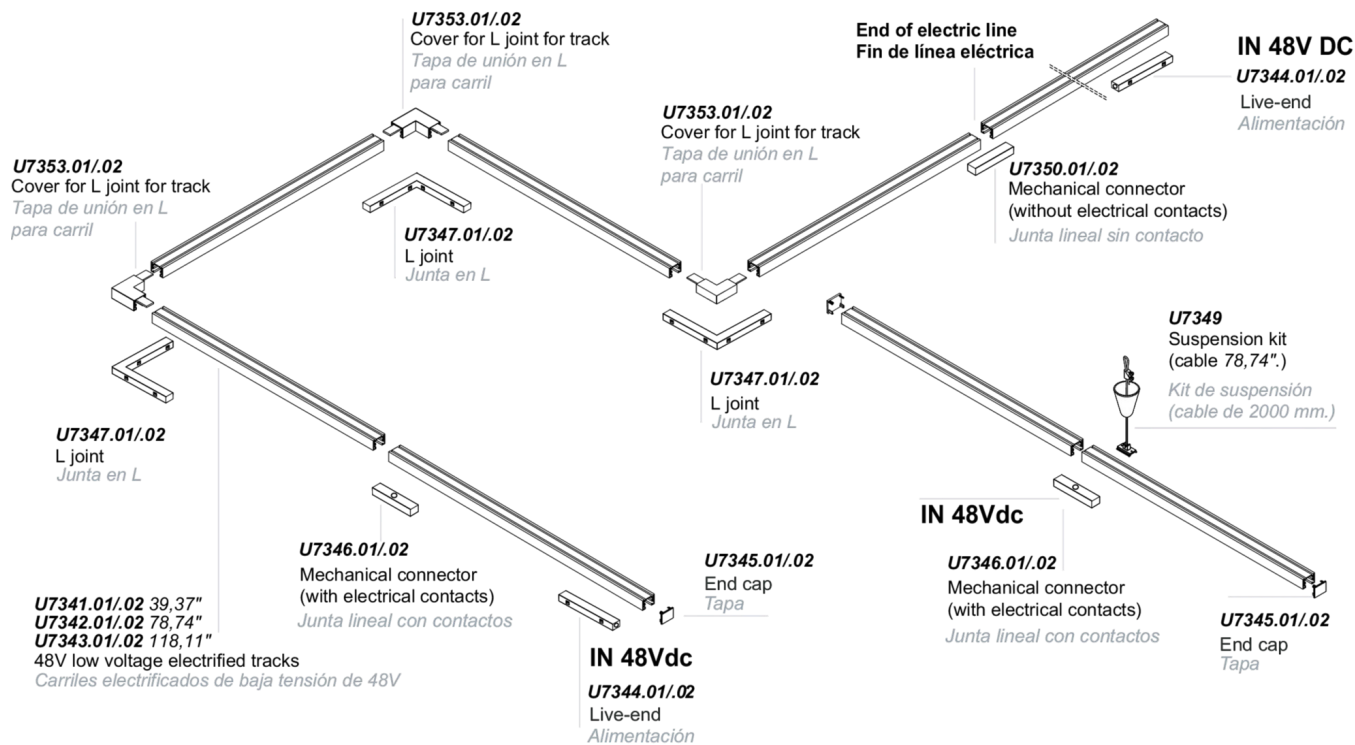 U7353.01/.02
Cover for L joint for track
Tapa de unión en L
para carril
End of electric line
Fin de línea eléctrica
IN 48V DC
U7344.01/.02
Live-end
Alimentación
U7353.01/.02
Cover for L joint for track
Tapa de unión en L
para carril
U7353.01/.02
Cover for L joint for track
Tapa de unión en L
para carril
U7350.01/.02
Mechanical connector
(without electrical contacts)
Junta lineal sin contacto
U7347.01/.02
L joint
Junta en L
U7349
Suspension kit
(cable 78,74".)
Kit de suspensión
(cable de 2000 mm.)
U7347.01/.02
L joint
Junta en L
U7347.01/.02
L joint
Junta en L
IN 48Vdc
U7346.01/.02
Mechanical connector
(with electrical contacts)
Junta lineal con contactos
U7345.01/.02
End cap
Tapa
U7346.01/.02
Mechanical connector
(with electrical contacts)
Junta lineal con contactos
U7341.01/.02 39,37"
U7342.01/.02 78,74"
U7343.01/.02 118,11"
48V low voltage electrified tracks
Carriles electrificados de baja tensión de 48V
U7345.01/.02
End cap
Tapa
IN 48Vdc
U7344.01/.02
Live-end
Alimentación